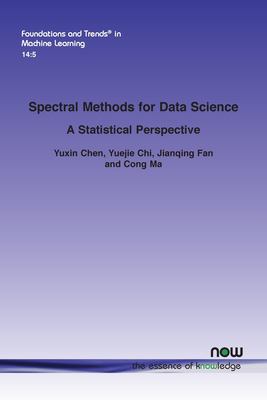 Foundations and Trends® in
Machine Learning
14:5
Spectral Methods for Data Science
A Statistical Perspective
Yuxin Chen, Yuejie Chi, Jianqing Fan
and Cong Ma
now
the essence of knowledge